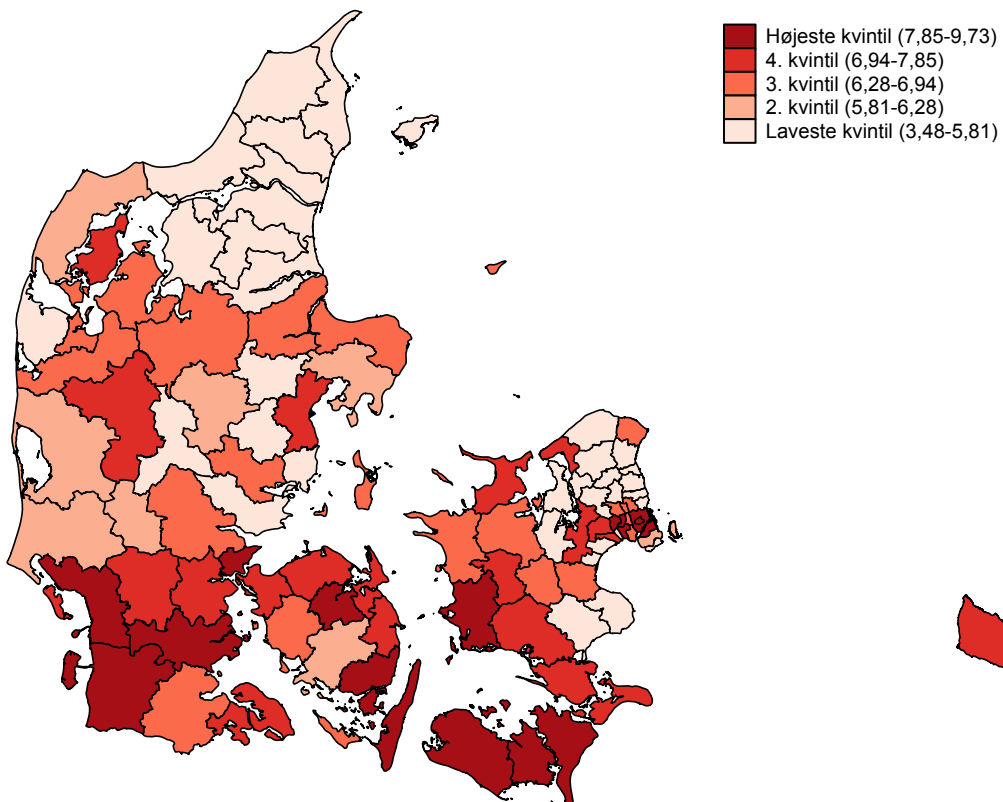 Højeste kvintil (7,85-9,73)
4. kvintil (6,94-7,85)
3. kvintil (6,28-6,94)
2. kvintil (5,81-6,28)
Laveste kvintil (3,48-5,81)